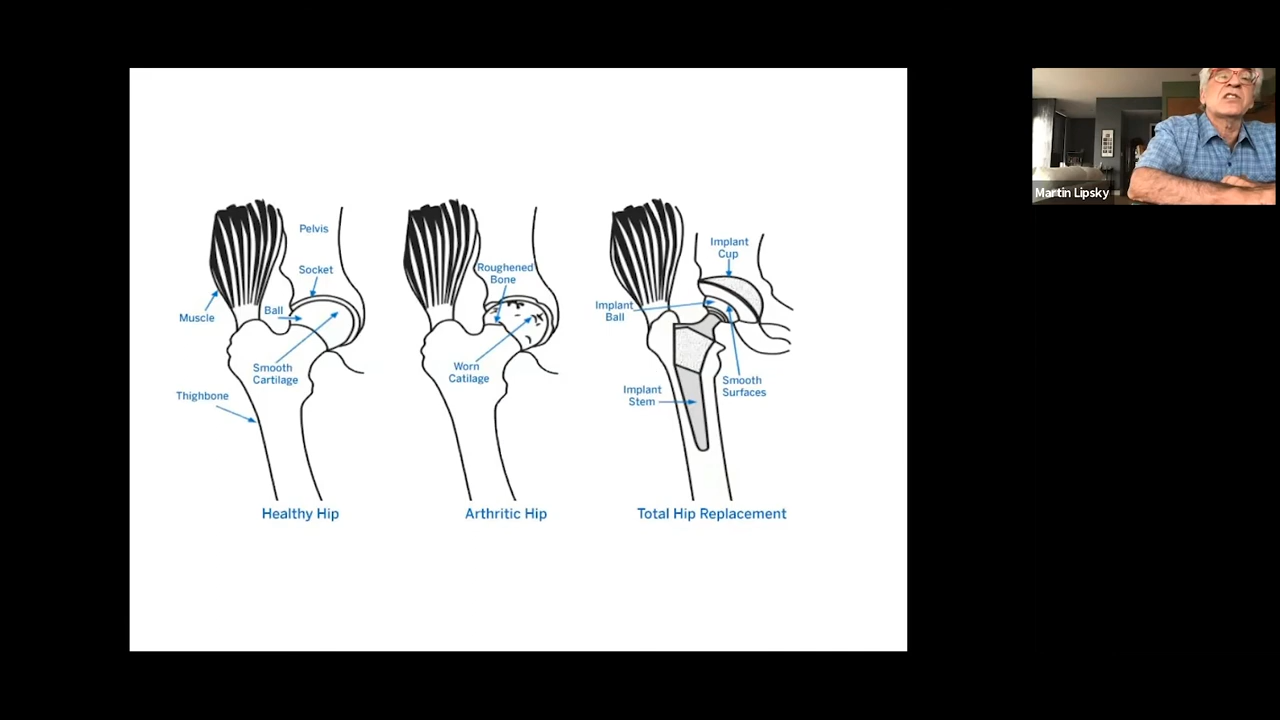 Pelvis
Socket
Ball
Muscle
Smooth
Cartilage
Thighbone
Healthy Hip
Roughened
Bone
Worn
Catilage
Arthritic Hip
Implant
Cup
Implant
Ball
Implant
Stem
Smooth
Surfaces
Total Hip Replacement
Martin Lipsky